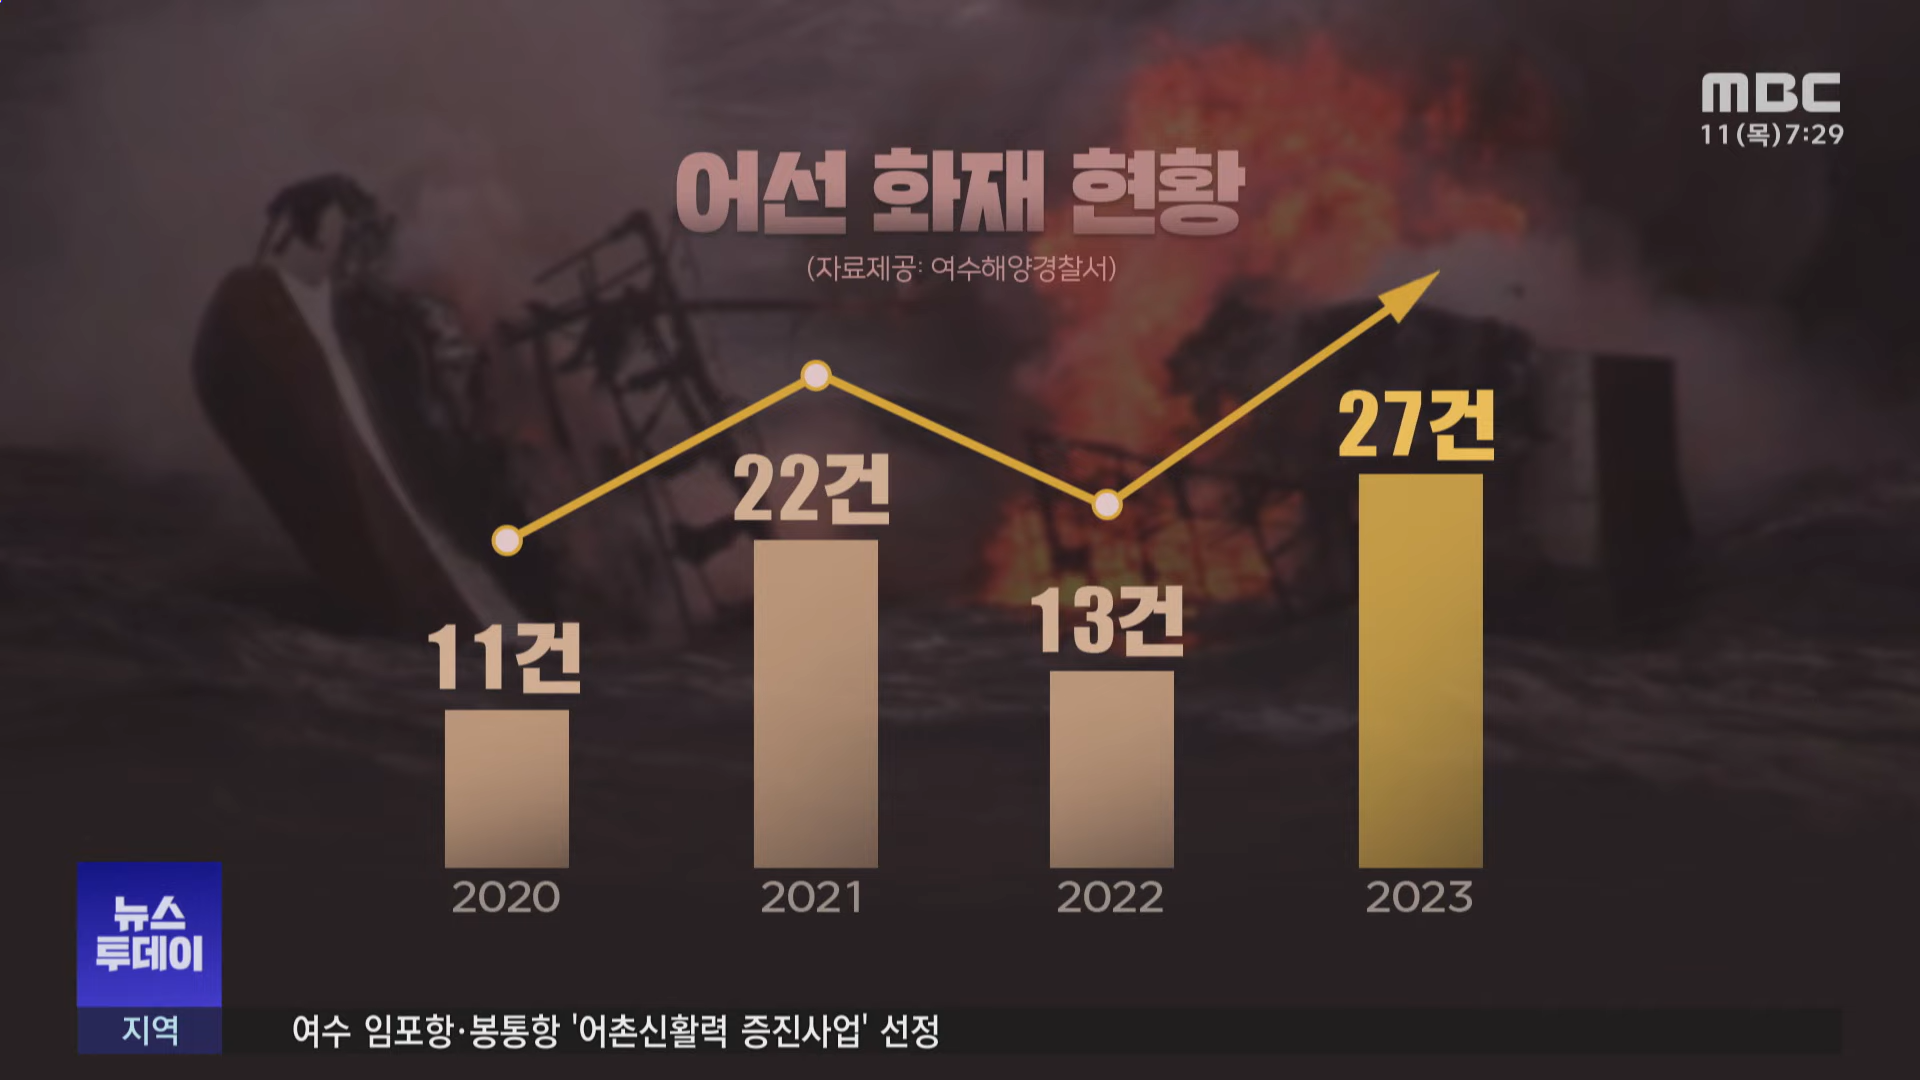 MBC
11(목)7:29
어선 화재 현황
(자료제공: 여수해양경찰서)
11건
22건
13건
27건
2020
2021
2022
2023
뉴스
투데이
지역
여수 임포항·봉통항 '어촌신활력 증진사업' 선정